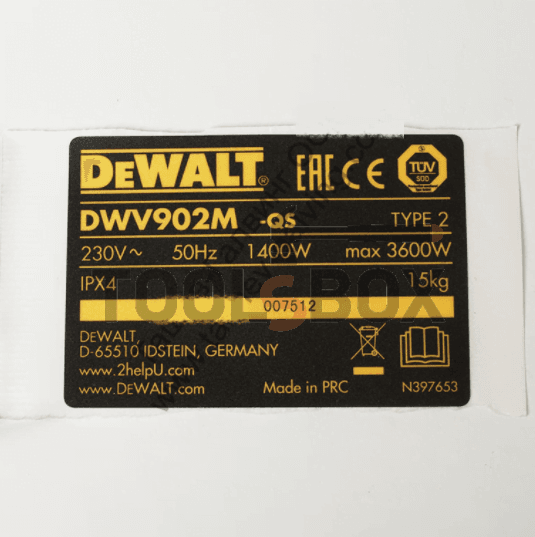 DEWALT®
EAC CE TÜV
SÜD
DWV902M -QS TYPE 2
230V~ 50Hz 1400W max 3600W
IPX4 15kg
TOOLSBOX
007512
DEWALT,
D-65510 IDSTEIN, GERMANY
www.2helpU.com
www.DEWALT.com Made in PRC N397653